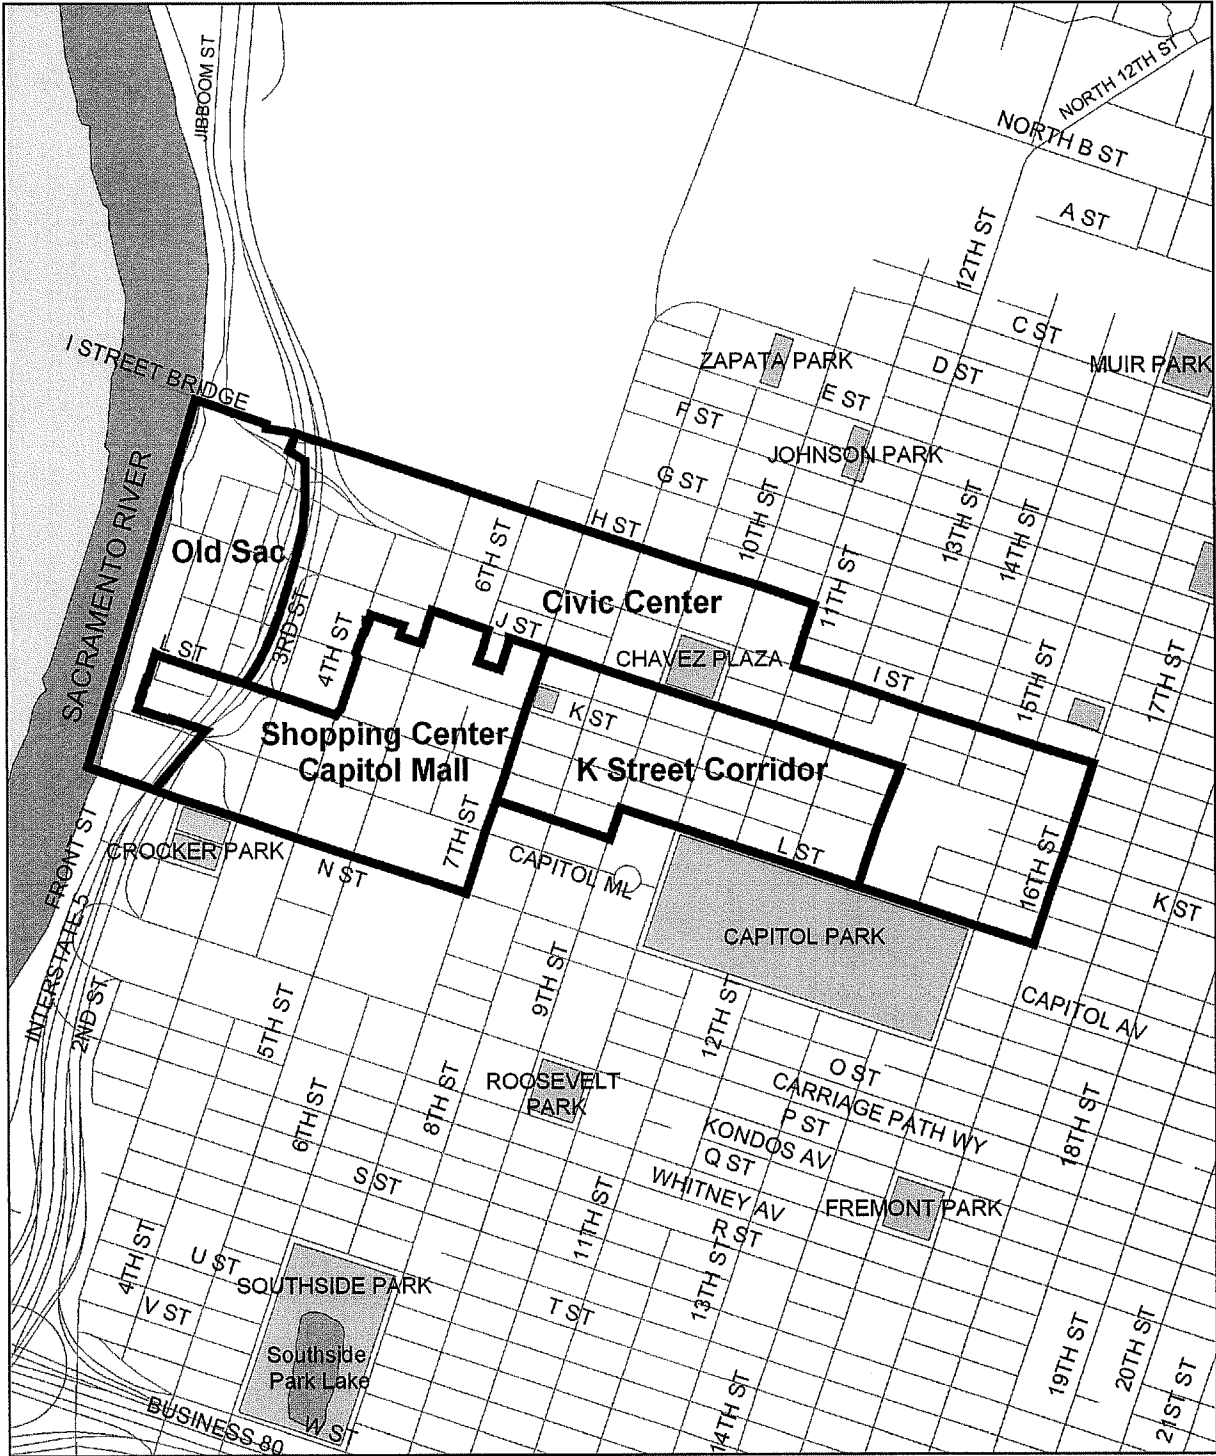 JIBBOOM ST
NORTH 12TH ST
NORTH B ST
A ST
12TH ST
C ST
I STREET BRIDGE
ZAPATA PARK
D ST
MUIR PARK
E ST
F ST
JOHNSON PARK
G ST
SACRAMENTO RIVER
H ST
10TH ST
13TH ST
14TH ST
Old Sac
6TH ST
11TH ST
Civic Center
3RD ST
J ST
4TH ST
L ST
CHAVEZ PLAZA
I ST
15TH ST
17TH ST
K ST
Shopping Center
Capitol Mall
K Street Corridor
7TH ST
FRONT ST
CROCKER PARK
N ST
CAPITOL ML
L ST
16TH ST
K ST
CAPITOL PARK
INTERSTATE 5
2ND ST
9TH ST
5TH ST
12TH ST
CAPITOL AV
ROOSEVELT
PARK
O ST
CARRIAGE PATH WY
8TH ST
6TH ST
P ST
KONDOS AV
18TH ST
Q ST
S ST
WHITNEY AV
FREMONT PARK
11TH ST
R ST
4TH ST
U ST
SOUTHSIDE PARK
13TH ST
V ST
T ST
Southside
Park Lake
19TH ST
20TH ST
21ST ST
14TH ST
BUSINESS 80
W ST